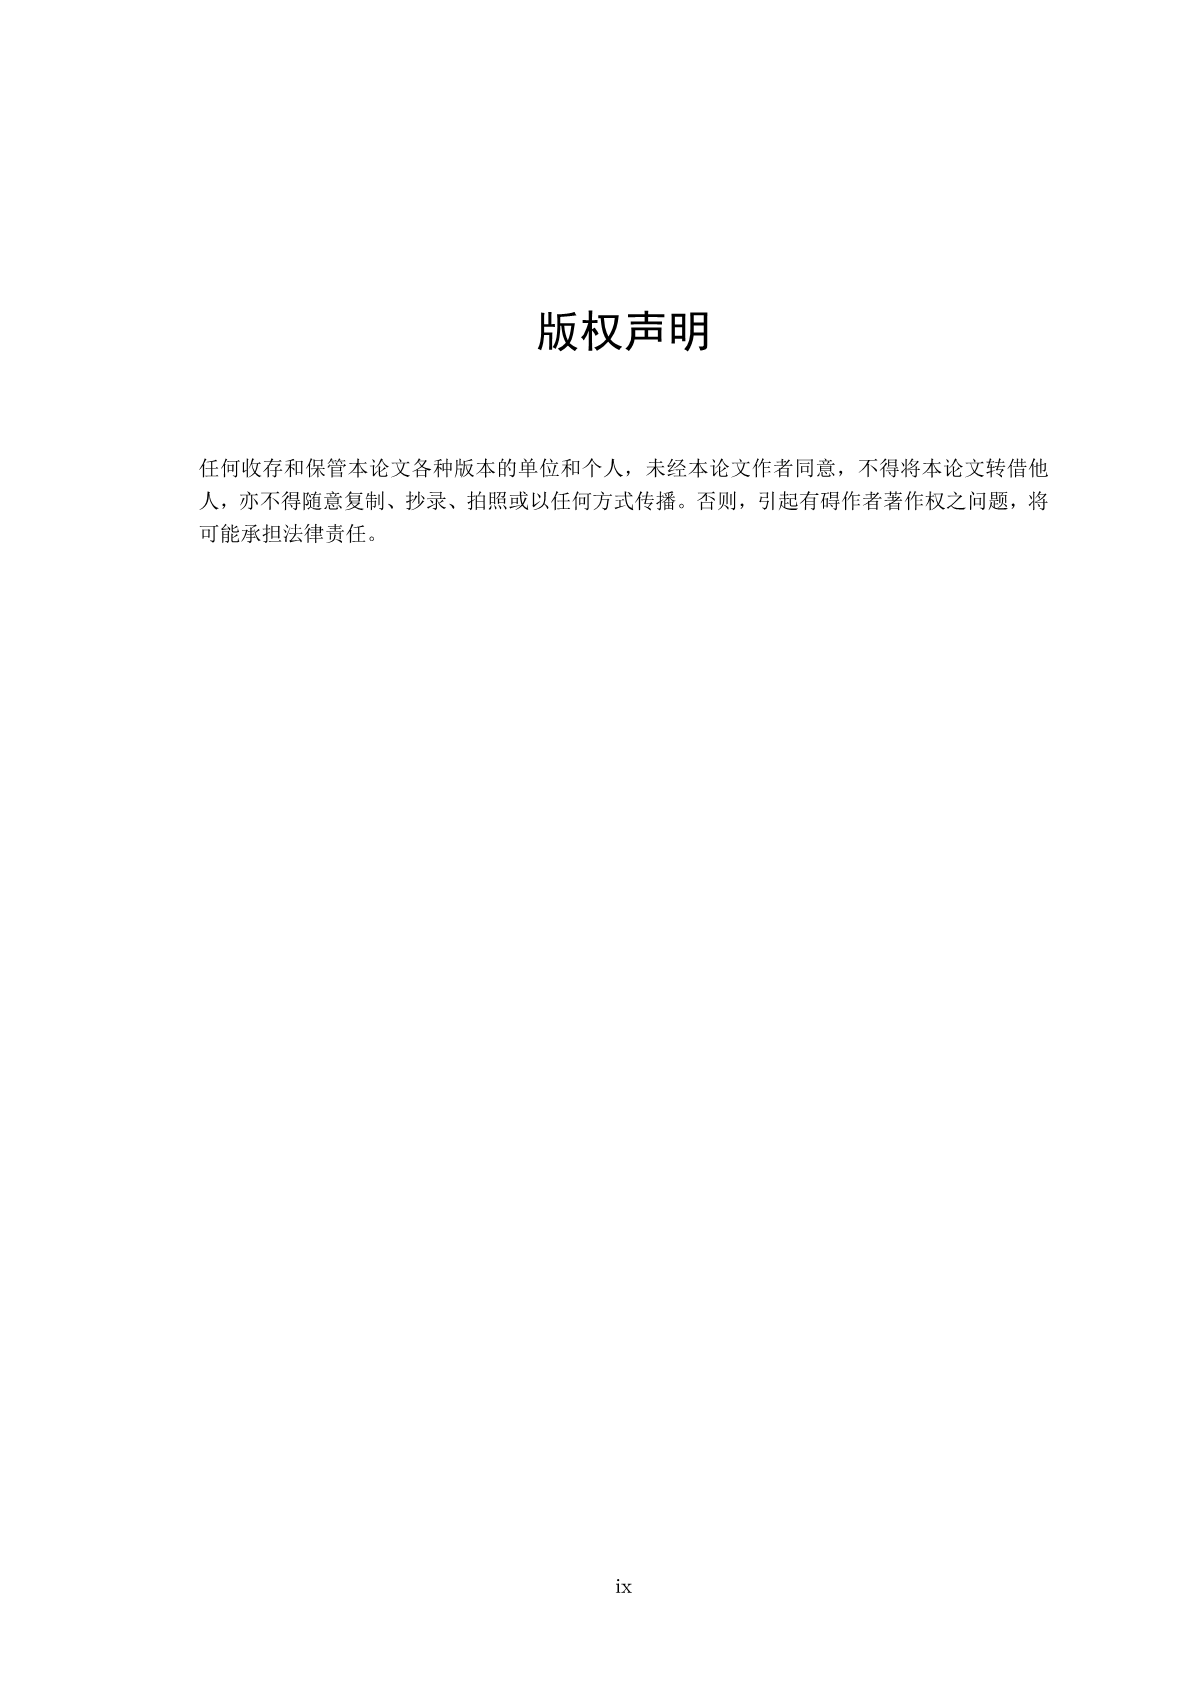 版权声明
任何收存和保管本论文各种版本的单位和个人，未经本论文作者同意，不得将本论文转借他
人，亦不得随意复制、抄录、拍照或以任何方式传播。否则，引起有碍作者著作权之问题，将
可能承担法律责任。
ix